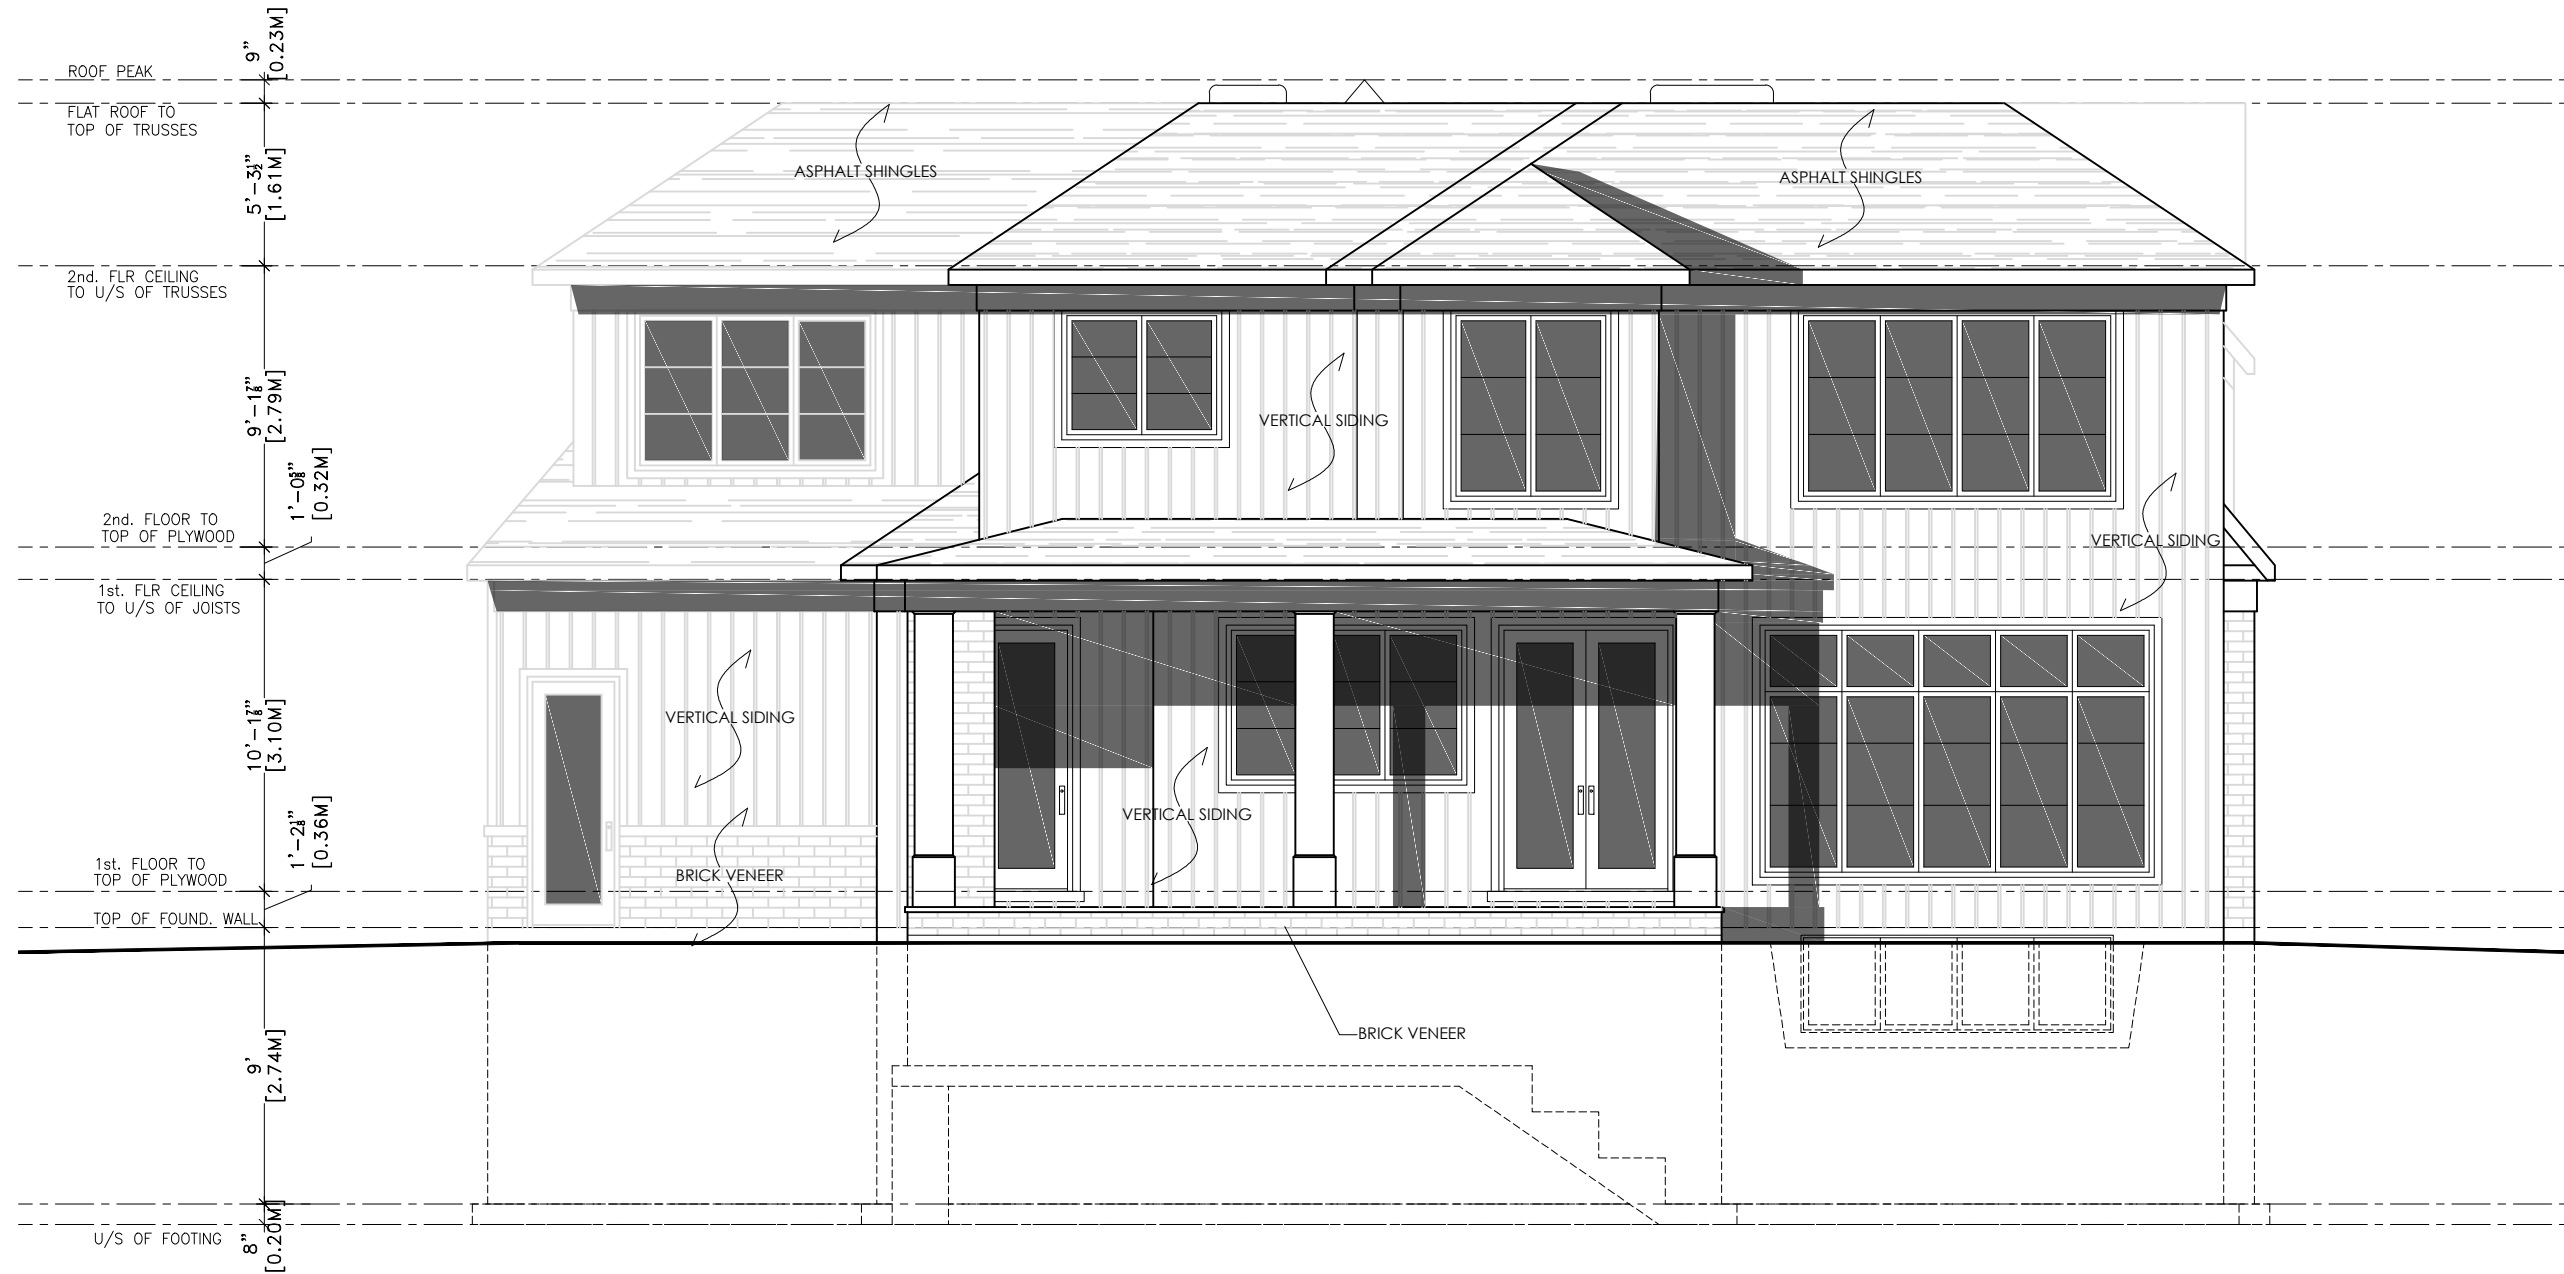 9”
[0.23M]
ROOF PEAK
FLAT ROOF TO
TOP OF TRUSSES
5'-3½”
[1.61M]
ASPHALT SHINGLES
ASPHALT SHINGLES
2nd. FLR CEILING
TO U/S OF TRUSSES
9'-1⅞”
[2.79M]
VERTICAL SIDING
1'-0⅝”
[0.32M]
2nd. FLOOR TO
TOP OF PLYWOOD
VERTICAL SIDING
1st. FLR CEILING
TO U/S OF JOISTS
10'-1⅞”
[3.10M]
VERTICAL SIDING
VERTICAL SIDING
1'-2⅛”
[0.36M]
1st. FLOOR TO
TOP OF PLYWOOD
BRICK VENEER
TOP OF FOUND. WALL
BRICK VENEER
9'
[2.74M]
8”
[0.20M]
U/S OF FOOTING